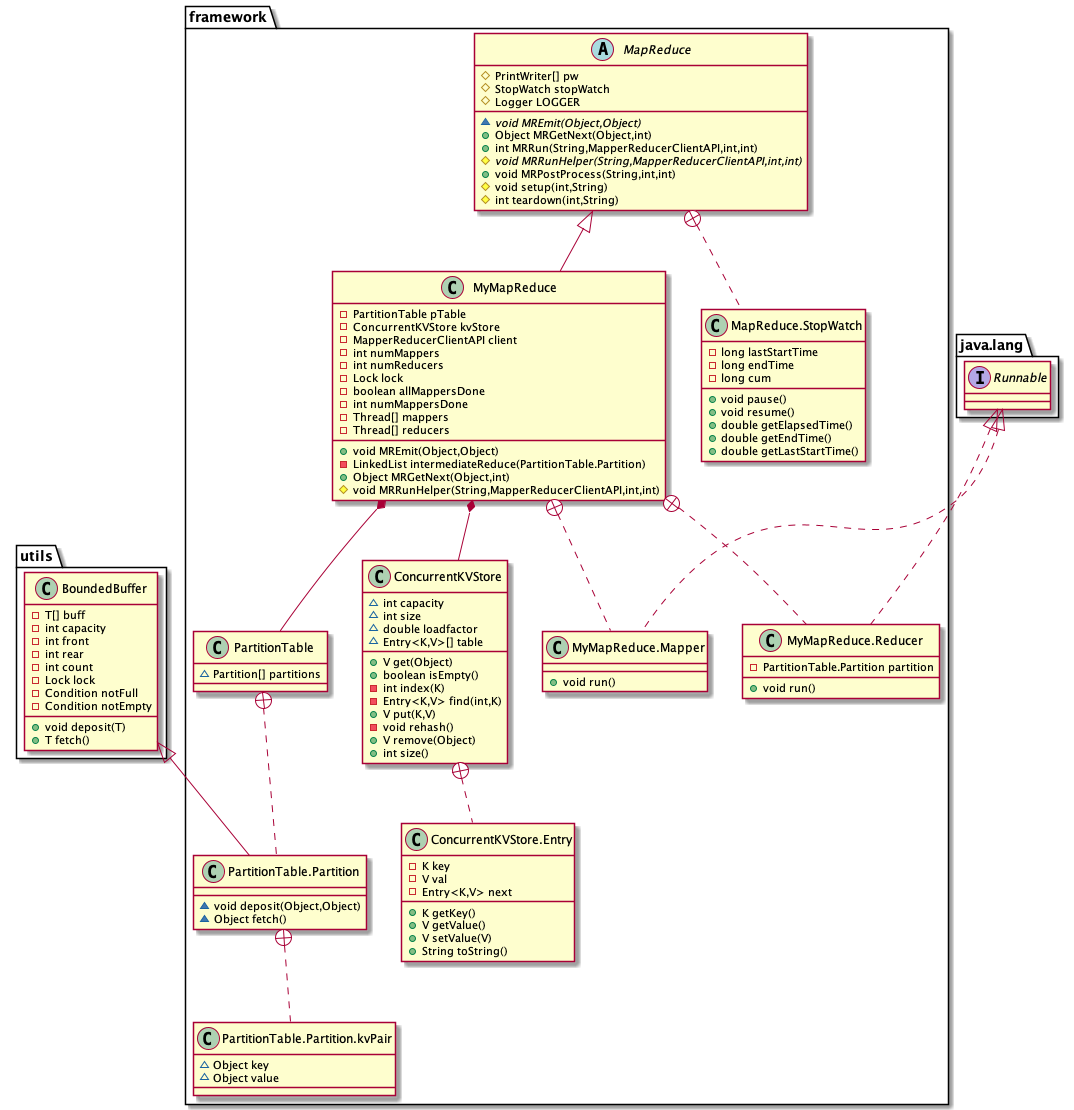 framework
A MapReduce
PrintWriter[] pw
StopWatch stopWatch
Logger LOGGER
void MREmit(Object,Object)
Object MRGetNext(Object,int)
int MRRun(String,MapperReducerClientAPI,int,int)
void MRRunHelper(String,MapperReducerClientAPI,int,int)
void MRPostProcess(String,int,int)
void setup(int,String)
int teardown(int,String)
C MyMapReduce
PartitionTable pTable
ConcurrentKVStore kvStore
MapperReducerClientAPI client
int numMappers
int numReducers
Lock lock
boolean allMappersDone
int numMappersDone
Thread[] mappers
Thread[] reducers
void MREmit(Object,Object)
LinkedList intermediateReduce(PartitionTable.Partition)
Object MRGetNext(Object,int)
void MRRunHelper(String,MapperReducerClientAPI,int,int)
C MapReduce.StopWatch
long lastStartTime
long endTime
long cum
void pause()
void resume()
double getElapsedTime()
double getEndTime()
double getLastStartTime()
java.lang
I Runnable
utils
C BoundedBuffer
T[] buff
int capacity
int front
int rear
int count
Lock lock
Condition notFull
Condition notEmpty
void deposit(T)
T fetch()
C PartitionTable
Partition[] partitions
C ConcurrentKVStore
int capacity
int size
double loadfactor
Entry<K,V>[] table
V get(Object)
boolean isEmpty()
int index(K)
Entry<K,V> find(int,K)
V put(K,V)
void rehash()
V remove(Object)
int size()
C MyMapReduce.Mapper
void run()
C MyMapReduce.Reducer
PartitionTable.Partition partition
void run()
C PartitionTable.Partition
void deposit(Object,Object)
Object fetch()
C ConcurrentKVStore.Entry
K key
V val
Entry<K,V> next
K getKey()
V getValue()
V setValue(V)
String toString()
C PartitionTable.Partition.kvPair
Object key
Object value